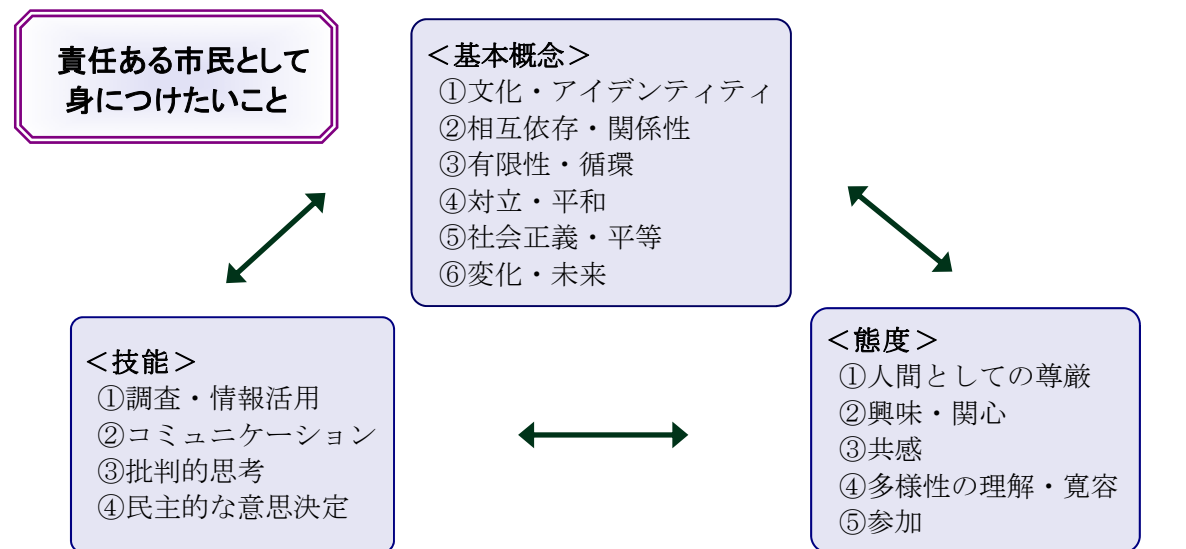 責任ある市民として
身につけたいこと
＜基本概念＞
①文化・アイデンティティ
②相互依存・関係性
③有限性・循環
④対立・平和
⑤社会正義・平等
⑥変化・未来
＜技能＞
①調査・情報活用
②コミュニケーション
③批判的思考
④民主的な意思決定
＜態度＞
①人間としての尊厳
②興味・関心
③共感
④多様性の理解・寛容
⑤参加